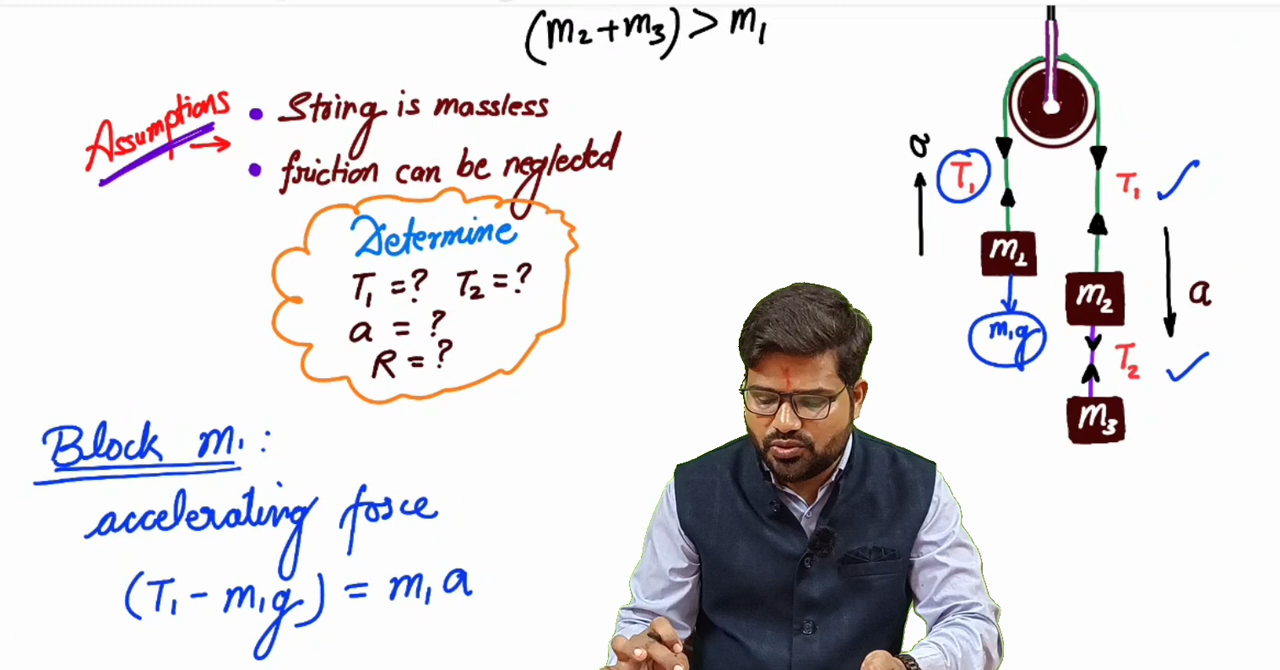 (m₂+m₃) > m₁
Assumptions → • String is massless
• friction can be neglected
Determine
T₁ = ? T₂ = ?
a = ?
R = ?
Block m₁ :
accelerating force
(T₁ - m₁g) = m₁a
a
T₁
T₁
m₁
m₁g
m₂
a
T₂
m₃